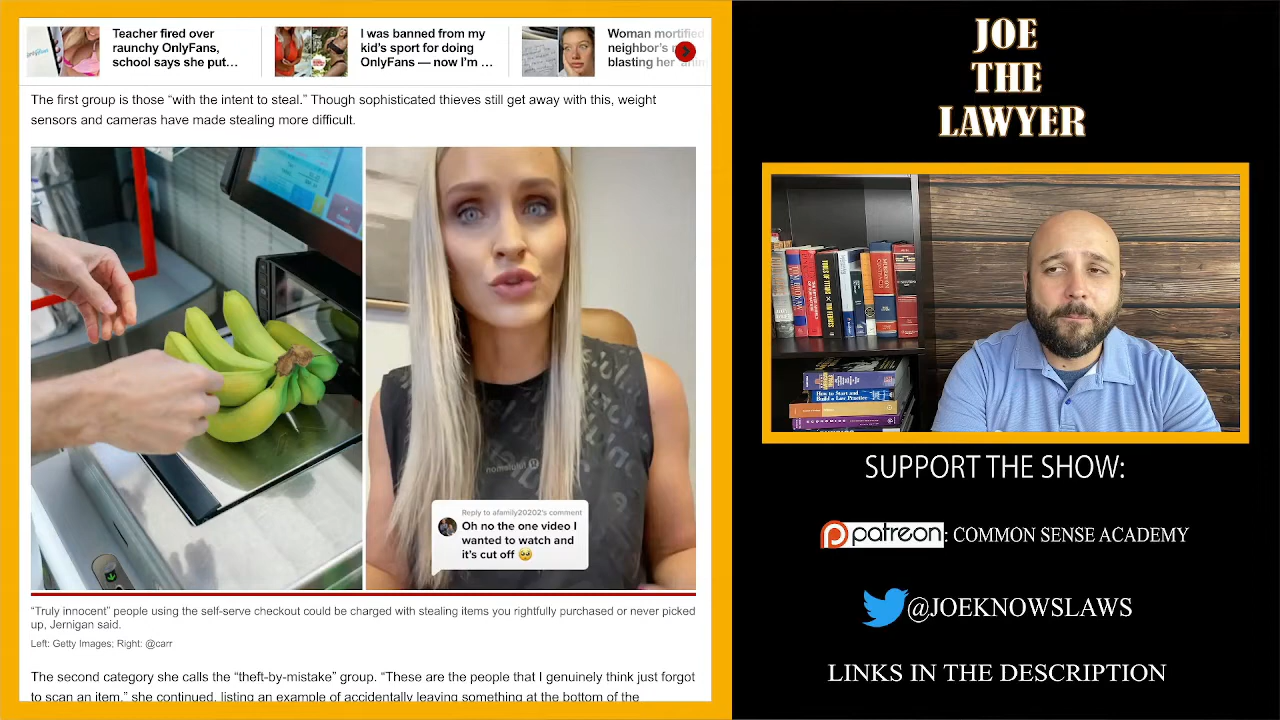 Teacher fired over
raunchy OnlyFans,
school says she put...
I was banned from my
kid's sport for doing
OnlyFans — now I'm ...
Woman mortified
neighbor's
blasting her
The first group is those “with the intent to steal.” Though sophisticated thieves still get away with this, weight
sensors and cameras have made stealing more difficult.
Reply to afamily20202's comment
Oh no the one video I
wanted to watch and
it's cut off 🥺
“Truly innocent” people using the self-serve checkout could be charged with stealing items you rightfully purchased or never picked
up, Jernigan said.
Left: Getty Images; Right: @carr
The second category she calls the “theft-by-mistake” group. “These are the people that I genuinely think just forgot
to scan an item,” she continued, listing an example of accidentally leaving something at the bottom of the
JOE
THE
LAWYER
How to Start and
Build a Law Practice
SUPPORT THE SHOW:
patreon: COMMON SENSE ACADEMY
@JOEKNOWSLAWS
LINKS IN THE DESCRIPTION